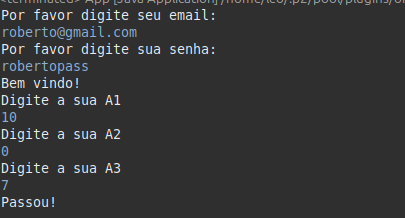 <terminated> App [Java Application] /home/leo/.p2/pool/plugins/o
Por favor digite seu email:
roberto@gmail.com
Por favor digite sua senha:
robertopass
Bem vindo!
Digite a sua A1
10
Digite a sua A2
0
Digite a sua A3
7
Passou!